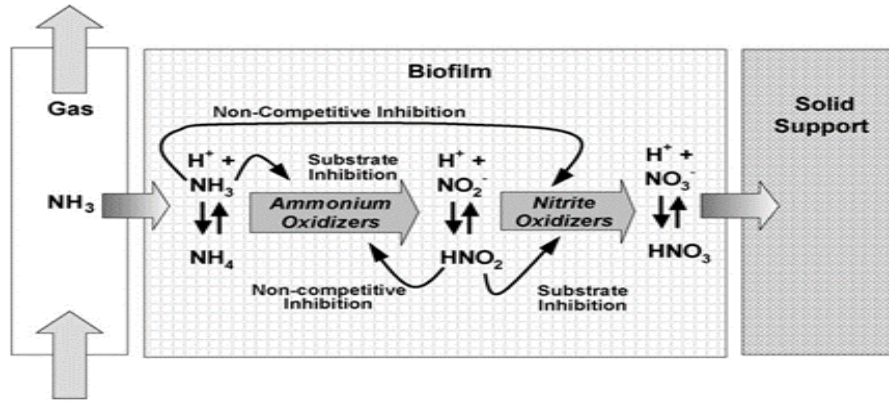 Biofilm
Gas
Solid
Support
Non-Competitive Inhibition
H⁺ +
NH₃
Substrate
Inhibition
H⁺ +
NO₂⁻
H⁺ +
NO₃⁻
NH₃
Ammonium
Oxidizers
Nitrite
Oxidizers
NH₄
HNO₂
HNO₃
Non-competitive
Inhibition
Substrate
Inhibition